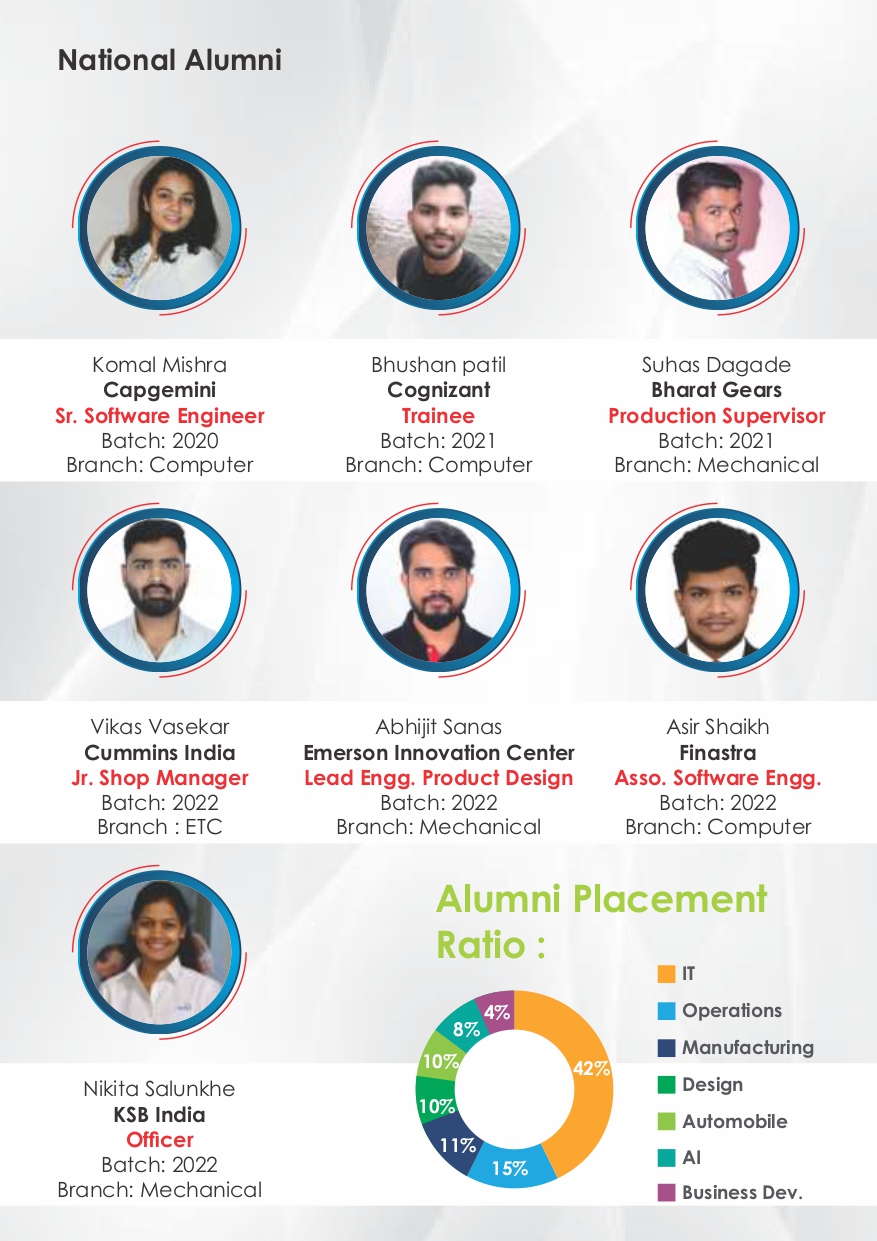 National Alumni
Komal Mishra
Capgemini
Sr. Software Engineer
Batch: 2020
Branch: Computer
Bhushan patil
Cognizant
Trainee
Batch: 2021
Branch: Computer
Suhas Dagade
Bharat Gears
Production Supervisor
Batch: 2021
Branch: Mechanical
Vikas Vasekar
Cummins India
Jr. Shop Manager
Batch: 2022
Branch : ETC
Abhijit Sanas
Emerson Innovation Center
Lead Engg. Product Design
Batch: 2022
Branch: Mechanical
Asir Shaikh
Finastra
Asso. Software Engg.
Batch: 2022
Branch: Computer
Nikita Salunkhe
KSB India
Officer
Batch: 2022
Branch: Mechanical
Alumni Placement
Ratio :
42%
15%
11%
10%
10%
8%
4%
IT
Operations
Manufacturing
Design
Automobile
AI
Business Dev.